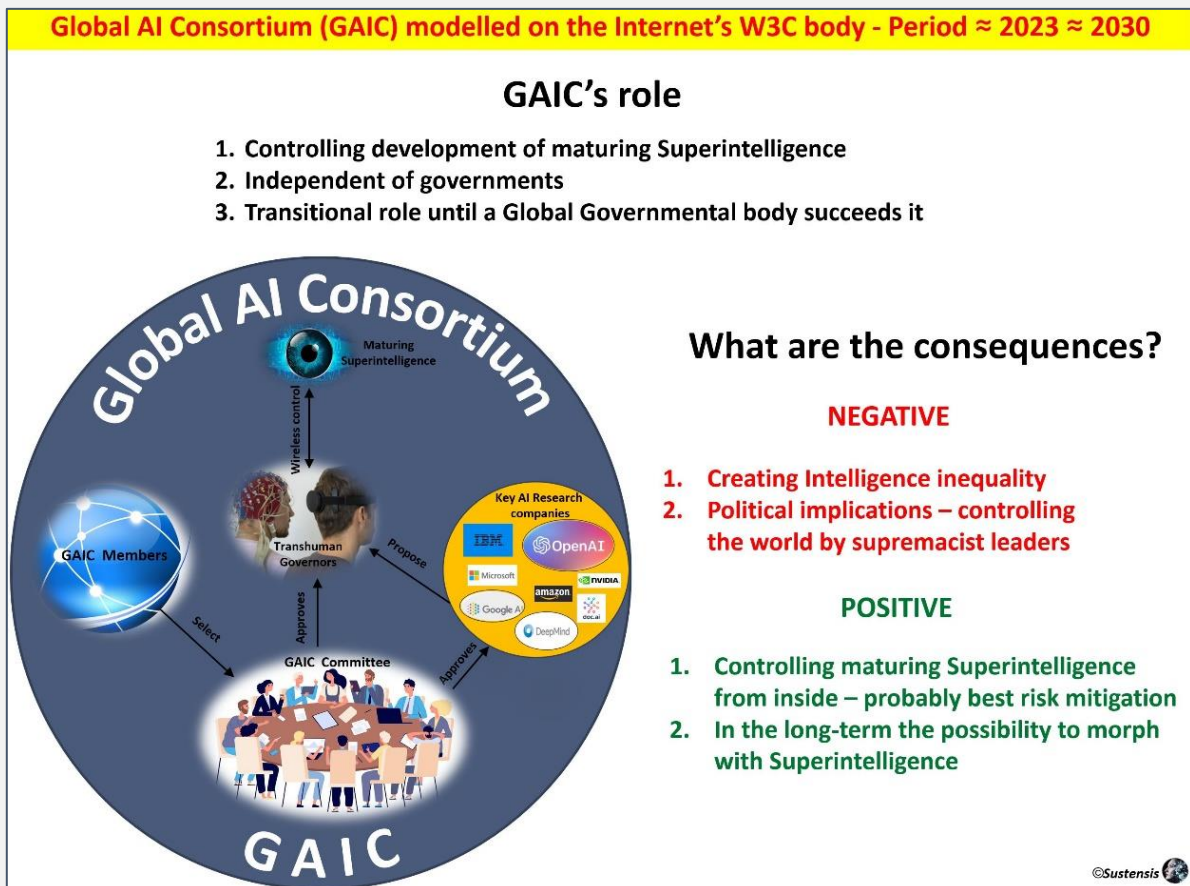 Global AI Consortium (GAIC) modelled on the Internet's W3C body - Period ≈ 2023 ≈ 2030
GAIC's role
1. Controlling development of maturing Superintelligence
2. Independent of governments
3. Transitional role until a Global Governmental body succeeds it
Global AI Consortium
Maturing
Superintelligence
Wireless control
GAIC Members
Transhuman
Governors
Key AI Research
companies
IBM
OpenAI
Microsoft
amazon
NVIDIA
Google AI
doc.ai
DeepMind
Propose
Select
Approves
Approves
GAIC Committee
GAIC
What are the consequences?
NEGATIVE
1. Creating Intelligence inequality
2. Political implications – controlling
the world by supremacist leaders
POSITIVE
1. Controlling maturing Superintelligence
from inside – probably best risk mitigation
2. In the long-term the possibility to morph
with Superintelligence
©Sustensis